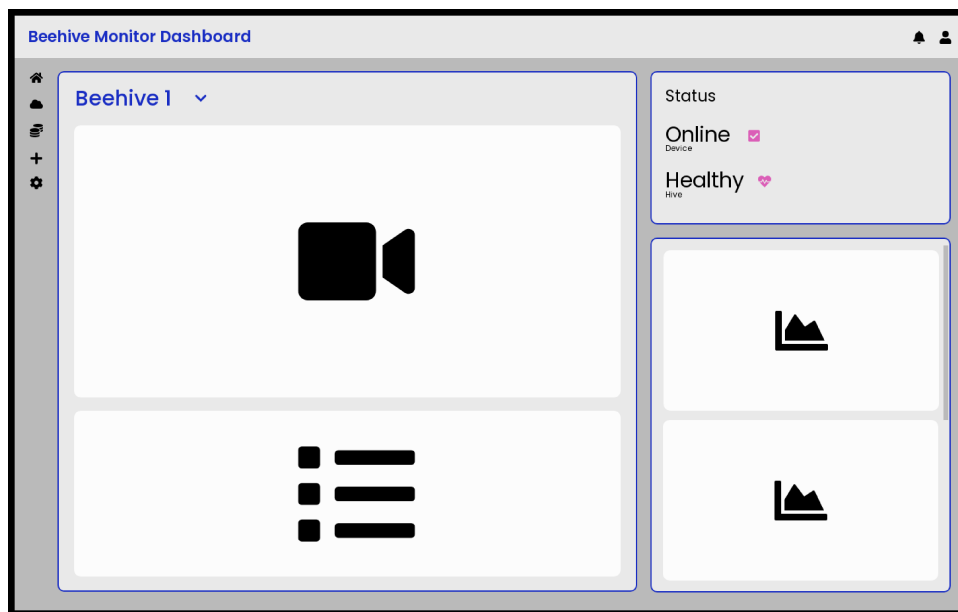 Beehive Monitor Dashboard
Beehive 1
Status
Online
Device
Healthy
Hive